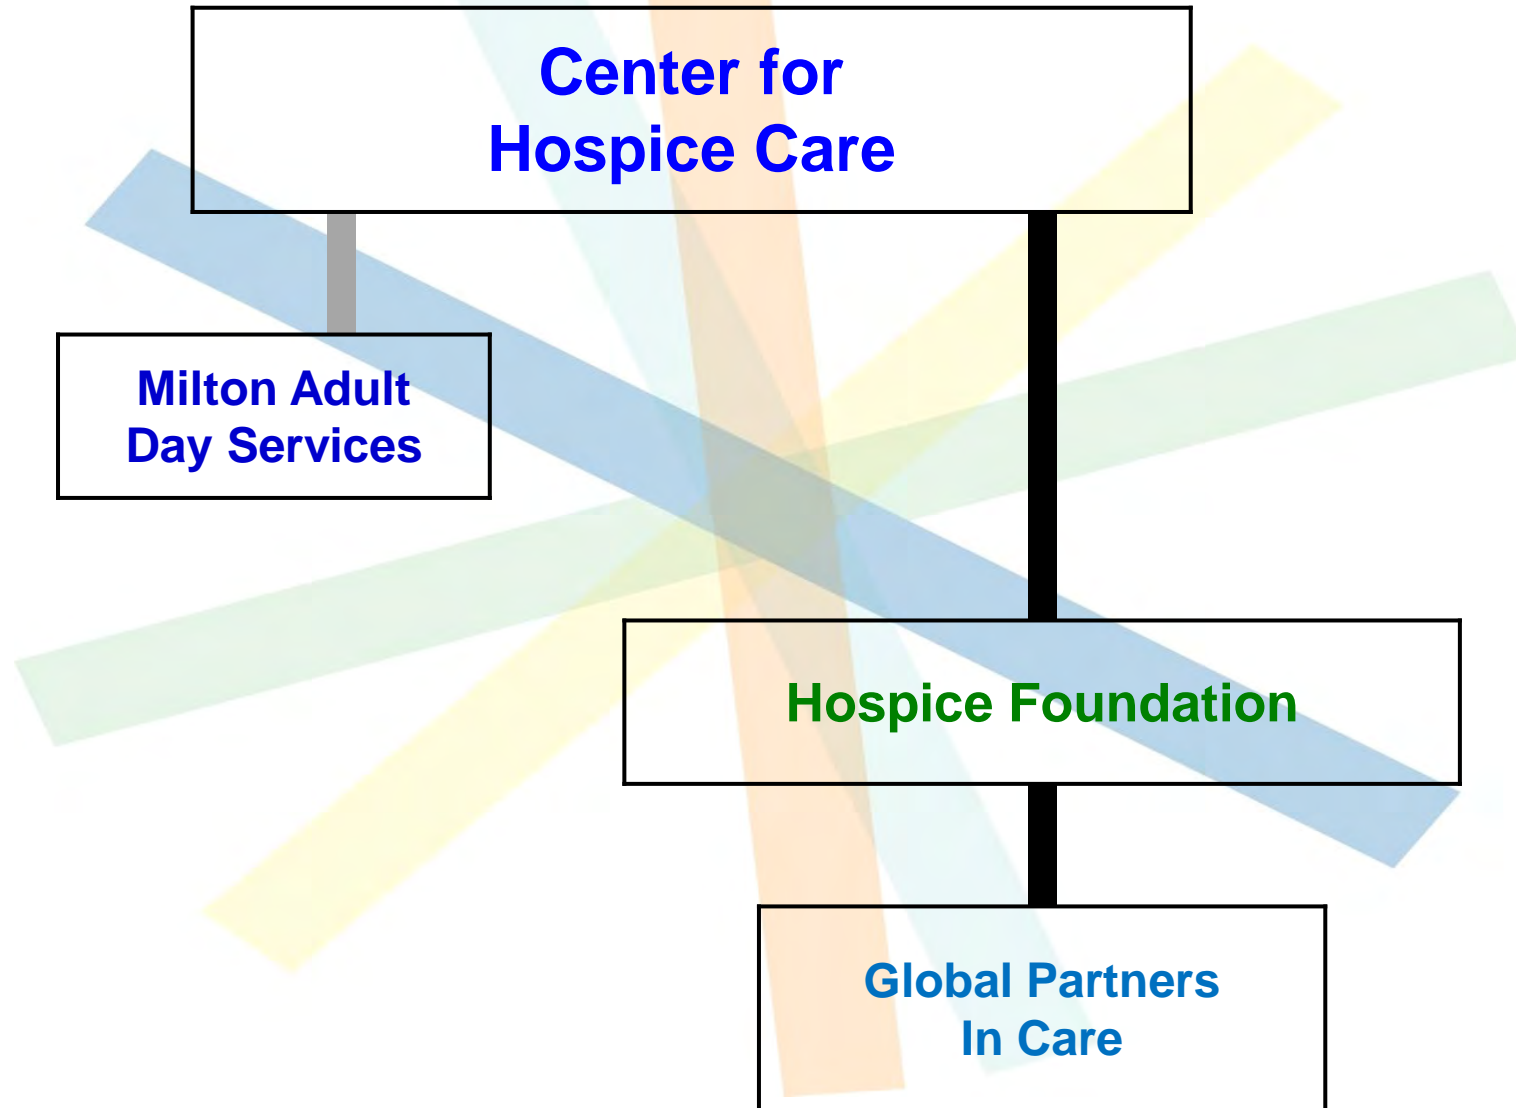 Center for
Hospice Care
Milton Adult
Day Services
Hospice Foundation
Global Partners
In Care